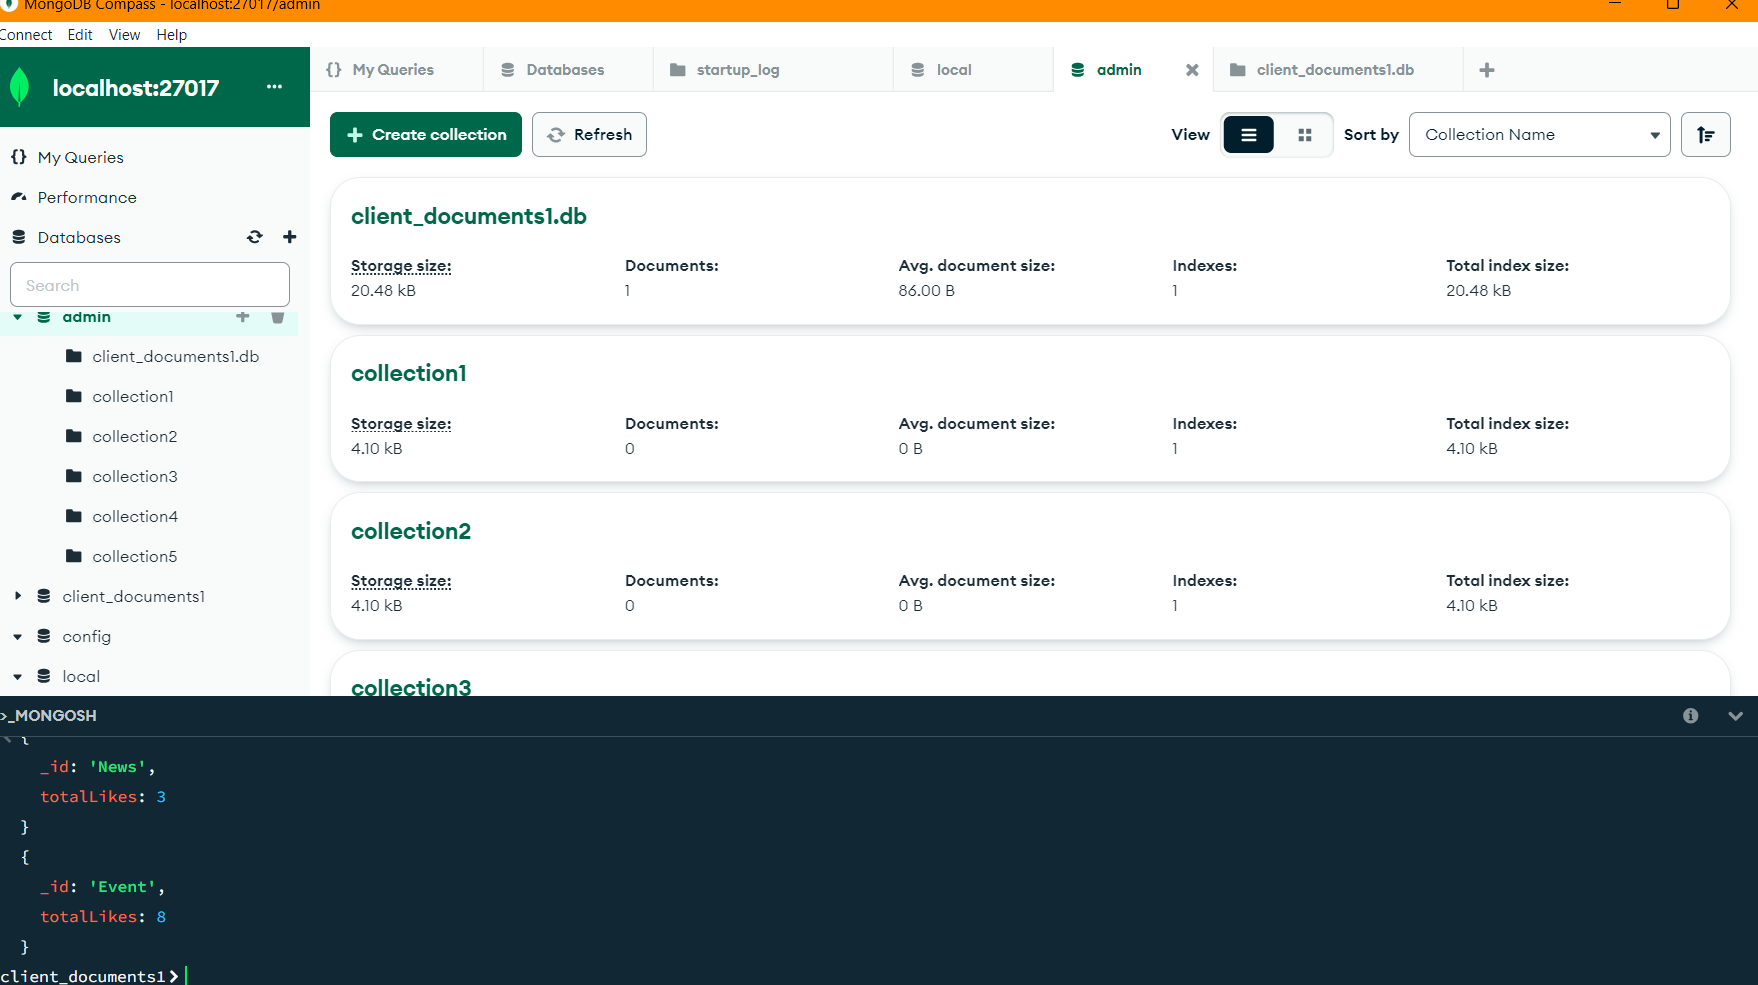 MongoDB Compass - localhost:27017/admin
Connect Edit View Help
localhost:27017 ...
My Queries
Performance
Databases
Search
admin
client_documents1.db
collection1
collection2
collection3
collection4
collection5
client_documents1
config
local
{} My Queries Databases startup_log local admin client_documents1.db +
+ Create collection Refresh View Sort by Collection Name
client_documents1.db
Storage size: Documents: Avg. document size: Indexes: Total index size:
20.48 kB 1 86.00 B 1 20.48 kB
collection1
Storage size: Documents: Avg. document size: Indexes: Total index size:
4.10 kB 0 0 B 1 4.10 kB
collection2
Storage size: Documents: Avg. document size: Indexes: Total index size:
4.10 kB 0 0 B 1 4.10 kB
collection3
>_MONGOSH
{
_id: 'News',
totalLikes: 3
}
{
_id: 'Event',
totalLikes: 8
}
client_documents1>